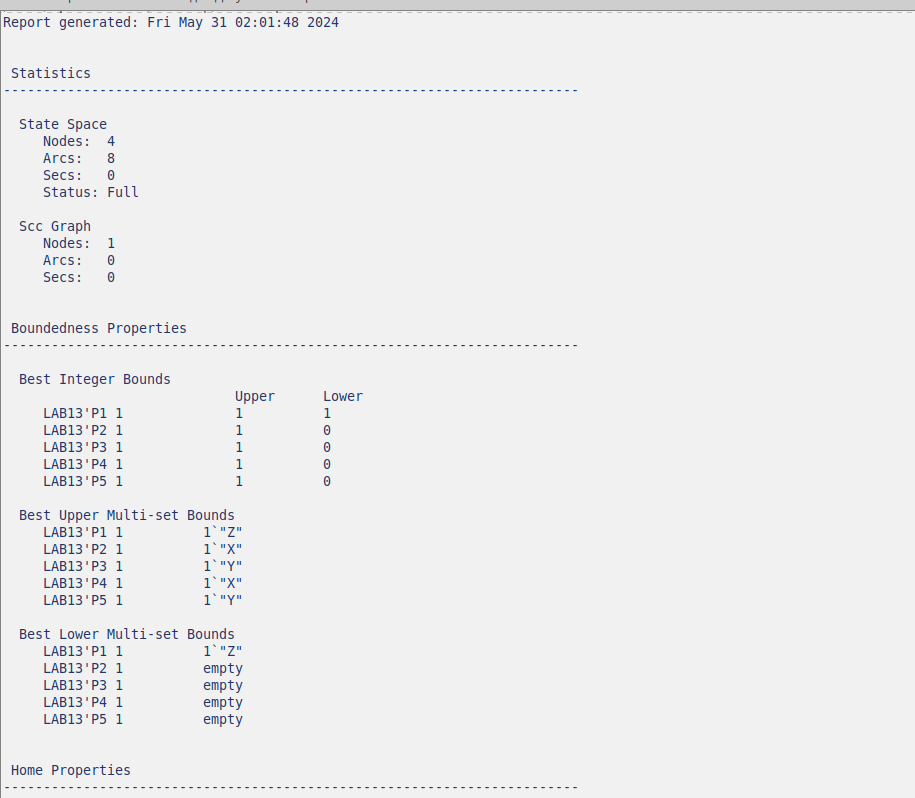 Report generated: Fri May 31 02:01:48 2024
Statistics
------------------------------------------------------------------------
State Space
Nodes: 4
Arcs: 8
Secs: 0
Status: Full
Scc Graph
Nodes: 1
Arcs: 0
Secs: 0
Boundedness Properties
------------------------------------------------------------------------
Best Integer Bounds
Upper Lower
LAB13'P1 1 1 1
LAB13'P2 1 1 0
LAB13'P3 1 1 0
LAB13'P4 1 1 0
LAB13'P5 1 1 0
Best Upper Multi-set Bounds
LAB13'P1 1 1`"Z"
LAB13'P2 1 1`"X"
LAB13'P3 1 1`"Y"
LAB13'P4 1 1`"X"
LAB13'P5 1 1`"Y"
Best Lower Multi-set Bounds
LAB13'P1 1 1`"Z"
LAB13'P2 1 empty
LAB13'P3 1 empty
LAB13'P4 1 empty
LAB13'P5 1 empty
Home Properties
------------------------------------------------------------------------